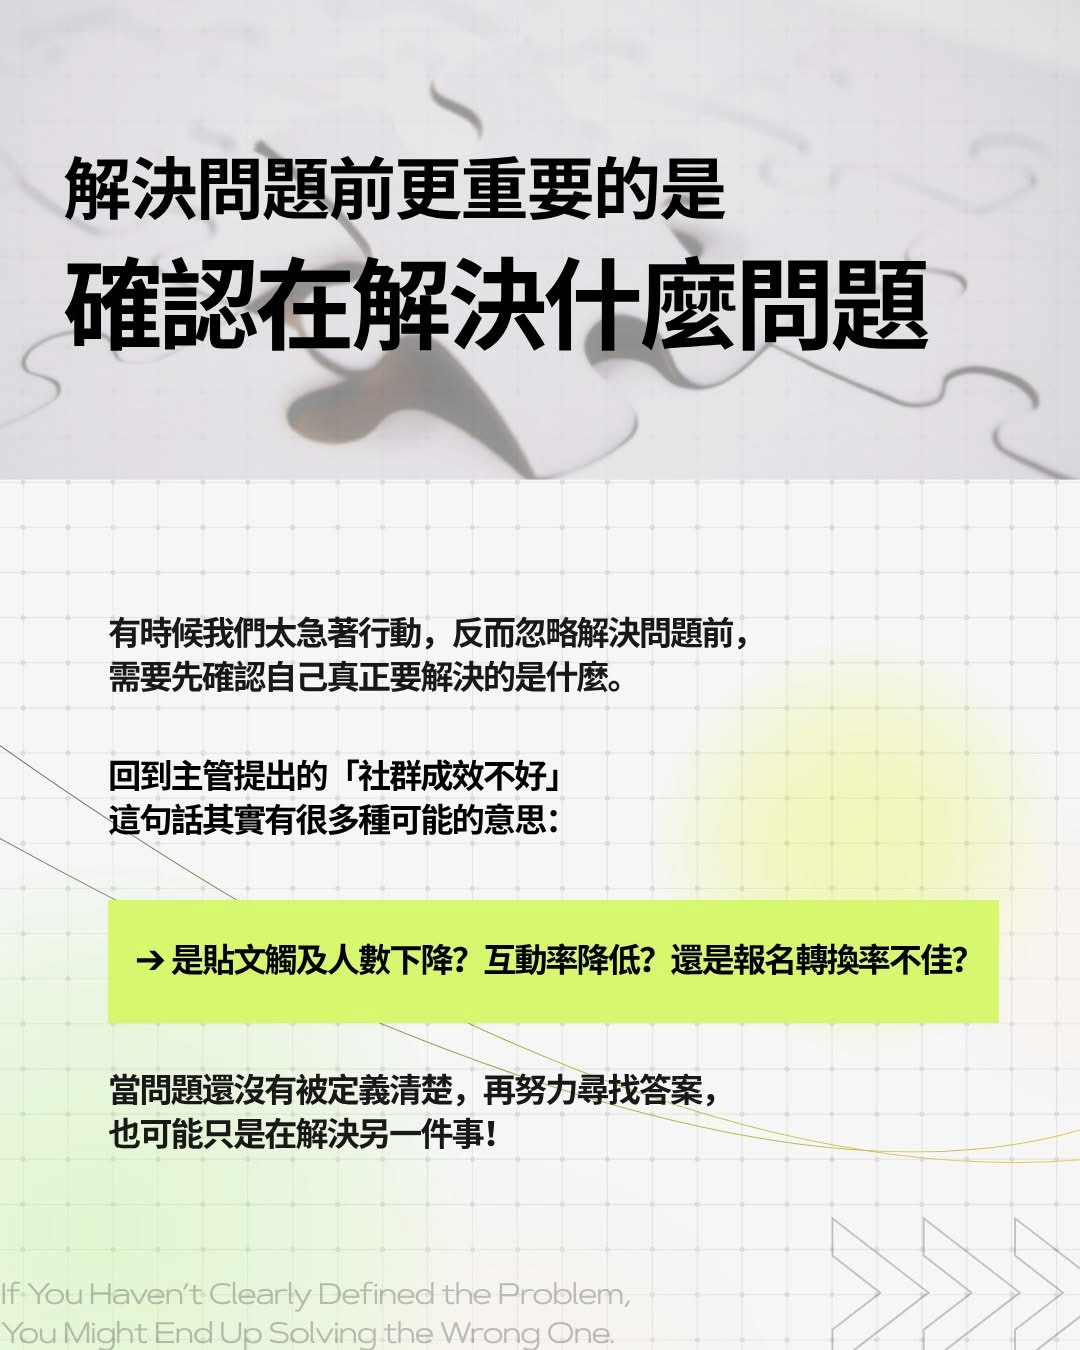 解決問題前更重要的是
確認在解決什麼問題
有時候我們太急著行動，反而忽略解決問題前，
需要先確認自己真正要解決的是什麼。
回到主管提出的「社群成效不好」
這句話其實有很多種可能的意思：
→ 是貼文觸及人數下降？互動率降低？還是報名轉換率不佳？
當問題還沒有被定義清楚，再努力尋找答案，
也可能只是在解決另一件事！
If You Haven't Clearly Defined the Problem,
You Might End Up Solving the Wrong One.